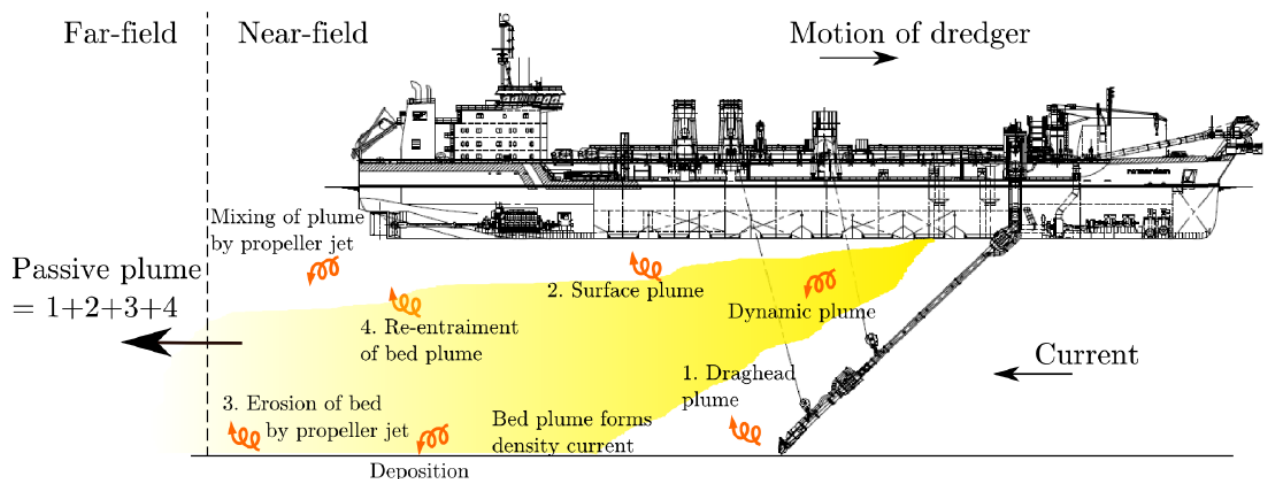 Far-field
Near-field
Motion of dredger
Mixing of plume
by propeller jet
Passive plume
= 1+2+3+4
2. Surface plume
Dynamic plume
4. Re-entraiment
of bed plume
Current
1. Draghead
plume
3. Erosion of bed
by propeller jet
Bed plume forms
density current
Deposition